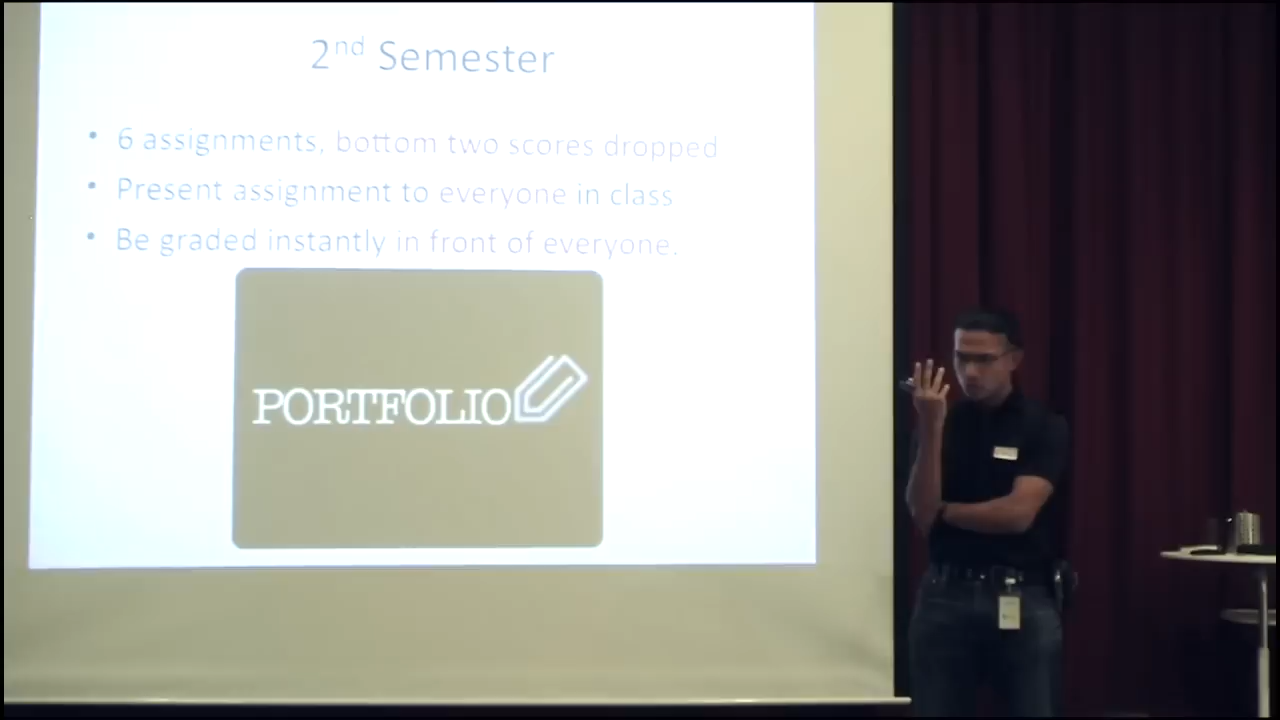 2nd Semester
• 6 assignments, bottom two scores dropped
• Present assignment to everyone in class
• Be graded instantly in front of everyone.
PORTFOLIO